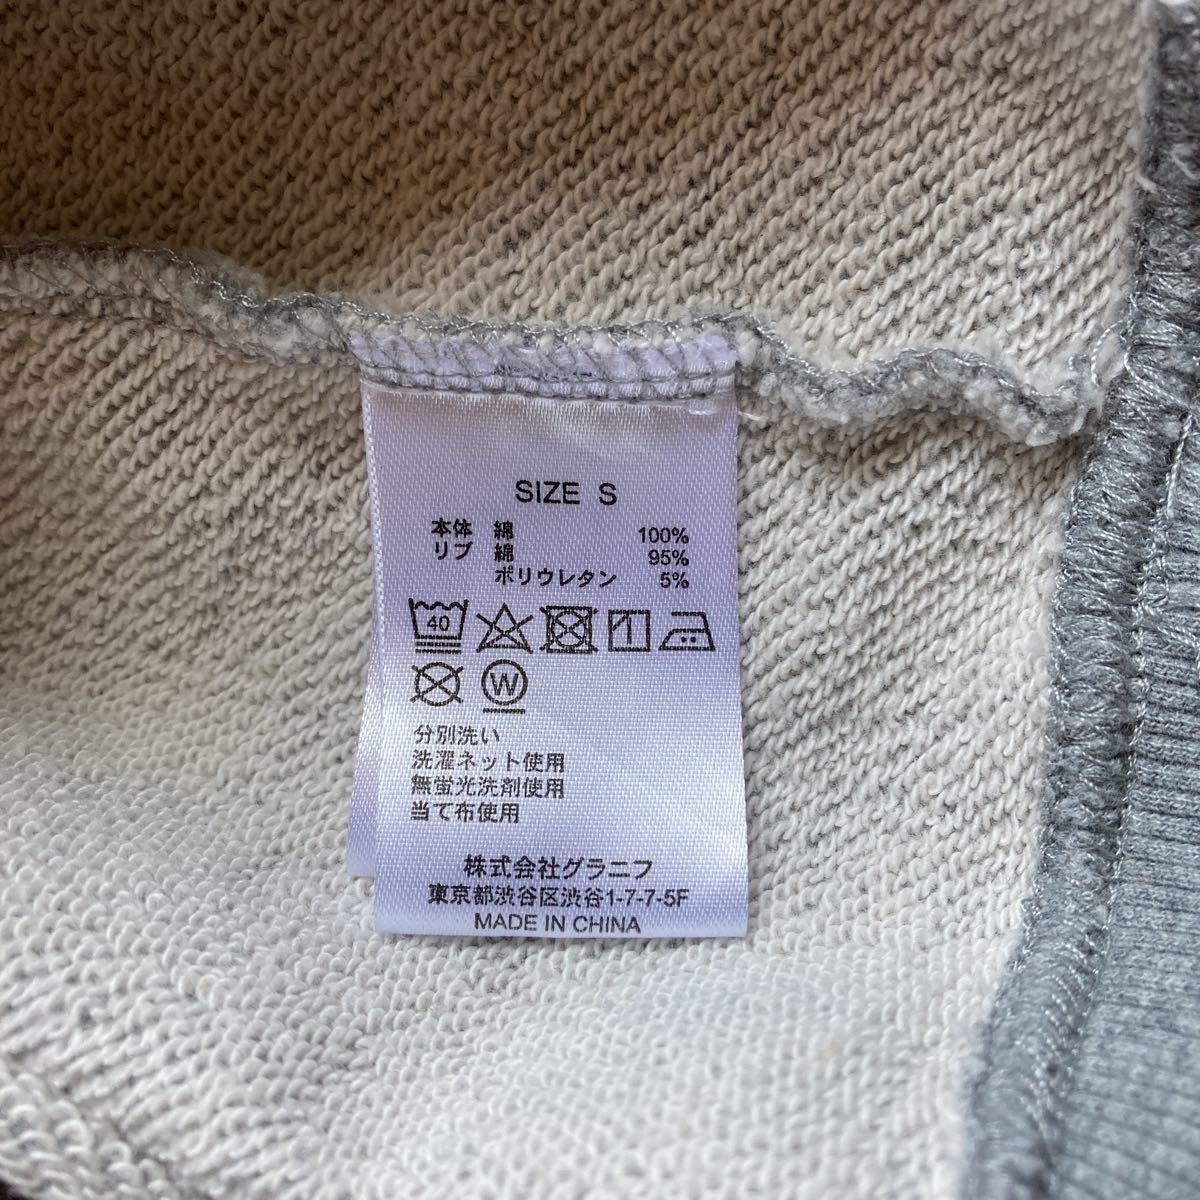 SIZE S
本体 綿 100%
リブ 綿 95%
ポリウレタン 5%
40
W
分別洗い
洗濯ネット使用
無蛍光洗剤使用
当て布使用
株式会社グラニフ
東京都渋谷区渋谷1-7-7-5F
MADE IN CHINA